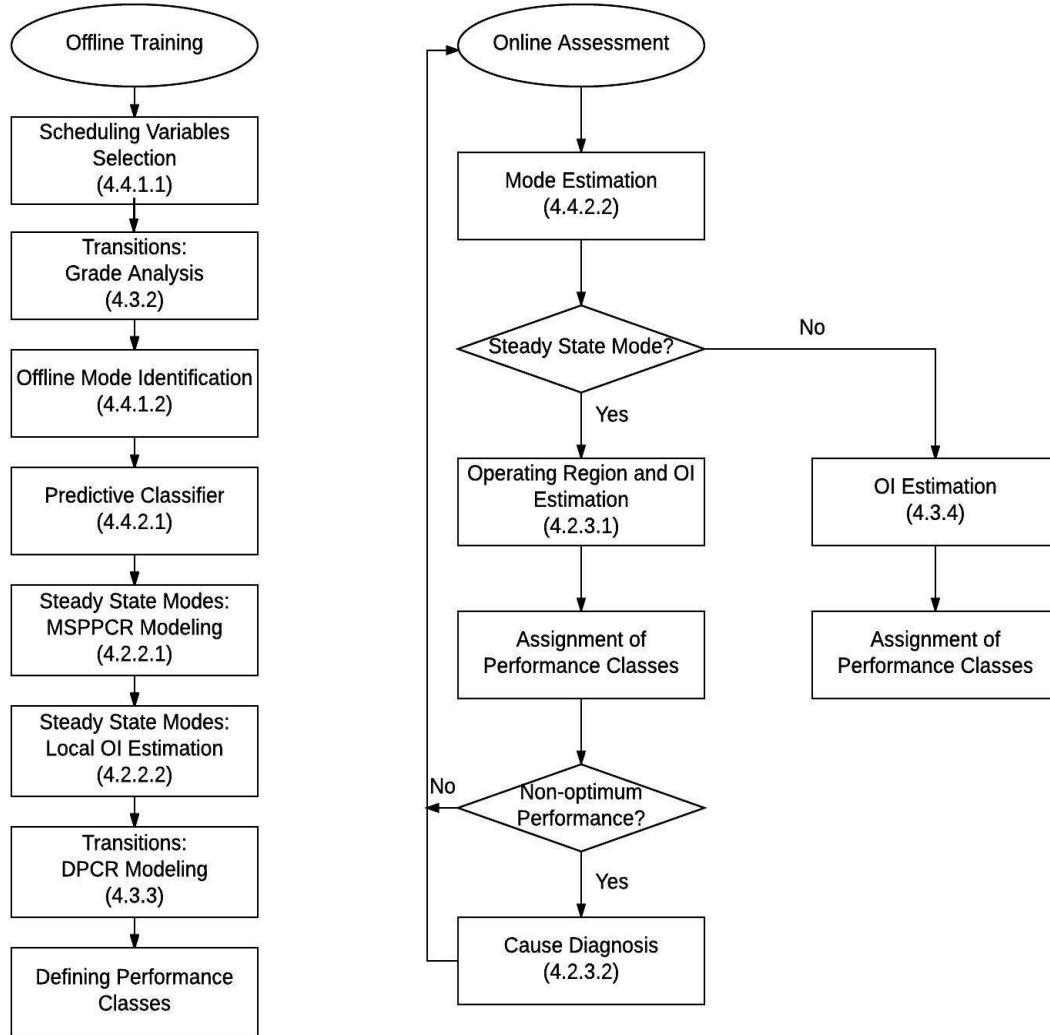 Offline Training
Scheduling Variables
Selection
(4.4.1.1)
Transitions:
Grade Analysis
(4.3.2)
Offline Mode Identification
(4.4.1.2)
Predictive Classifier
(4.4.2.1)
Steady State Modes:
MSPPCR Modeling
(4.2.2.1)
Steady State Modes:
Local OI Estimation
(4.2.2.2)
Transitions:
DPCR Modeling
(4.3.3)
Defining Performance
Classes
Online Assessment
Mode Estimation
(4.4.2.2)
Steady State Mode?
No
Yes
Operating Region and OI
Estimation
(4.2.3.1)
OI Estimation
(4.3.4)
Assignment of
Performance Classes
Assignment of
Performance Classes
No
Non-optimum
Performance?
Yes
Cause Diagnosis
(4.2.3.2)